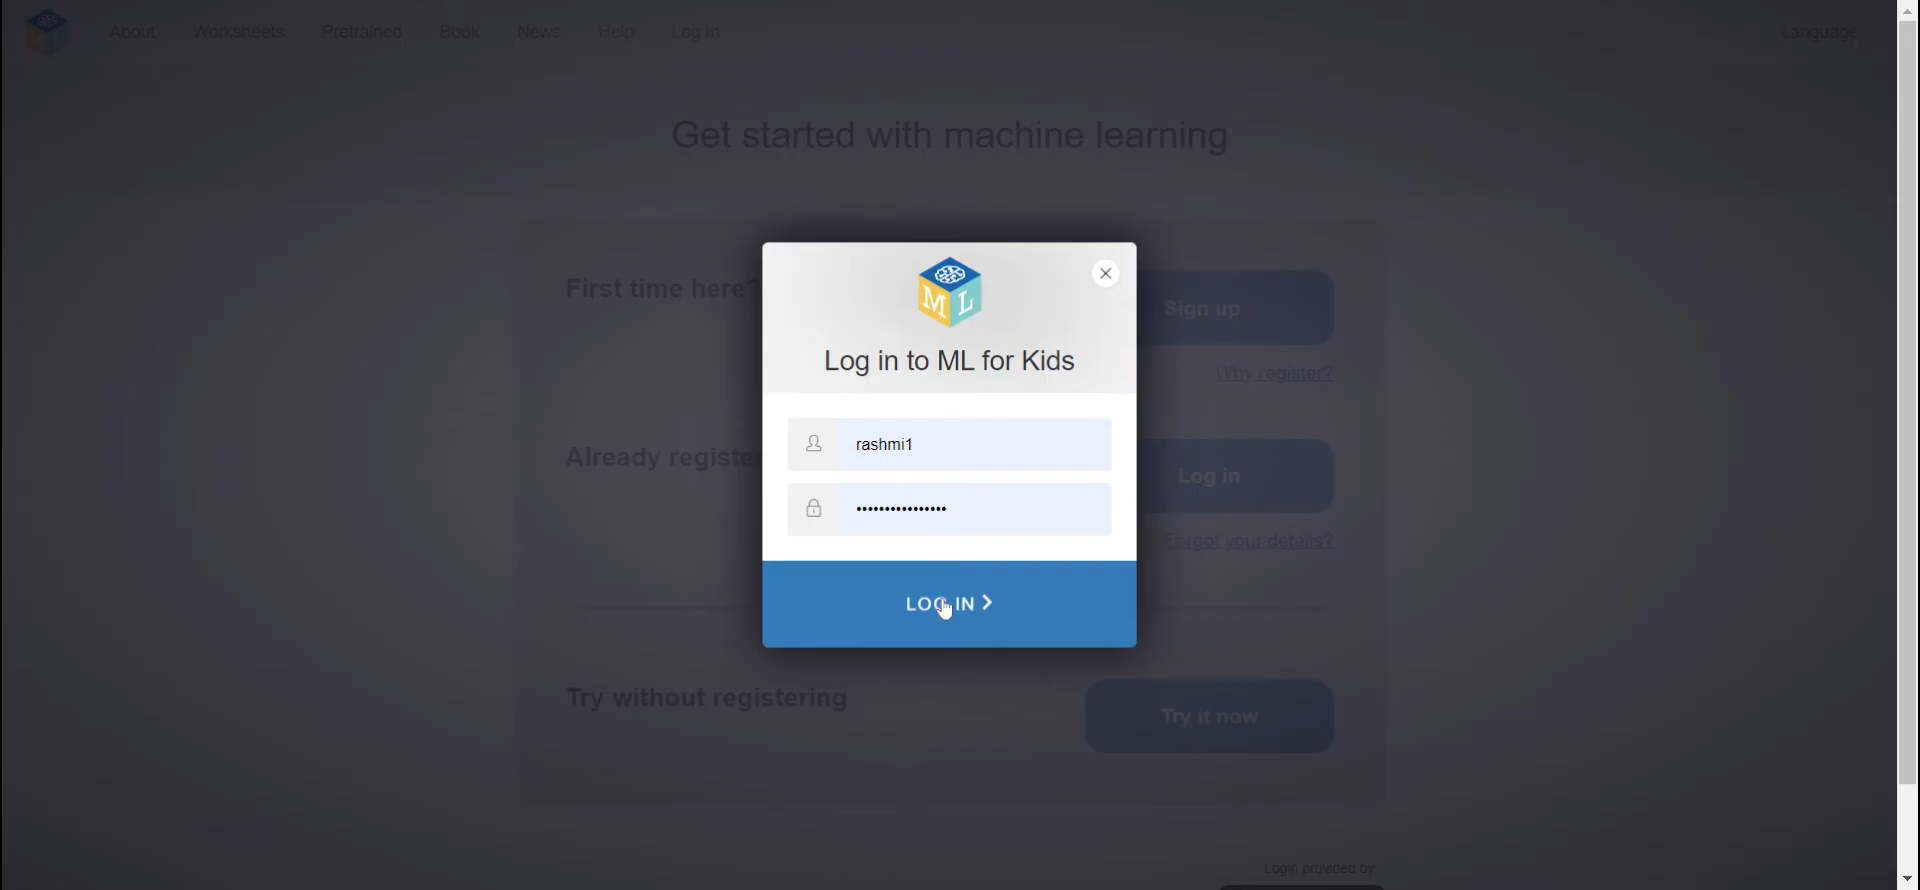 About Worksheets Pretrained Book News Help Log In Language
Get started with machine learning
First time here?
Sign up
Why register?
ML
Log in to ML for Kids
rashmi1
••••••••••••••••
Already registe
Log in
Forgot your details?
LOG IN >
Try without registering
Try it now
Login provided by